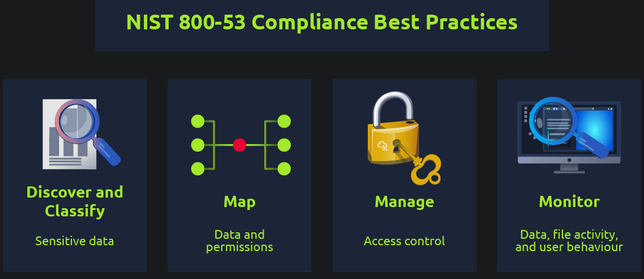 NIST 800-53 Compliance Best Practices
Discover and
Classify
Sensitive data
Map
Data and
permissions
Manage
Access control
Monitor
Data, file activity,
and user behaviour